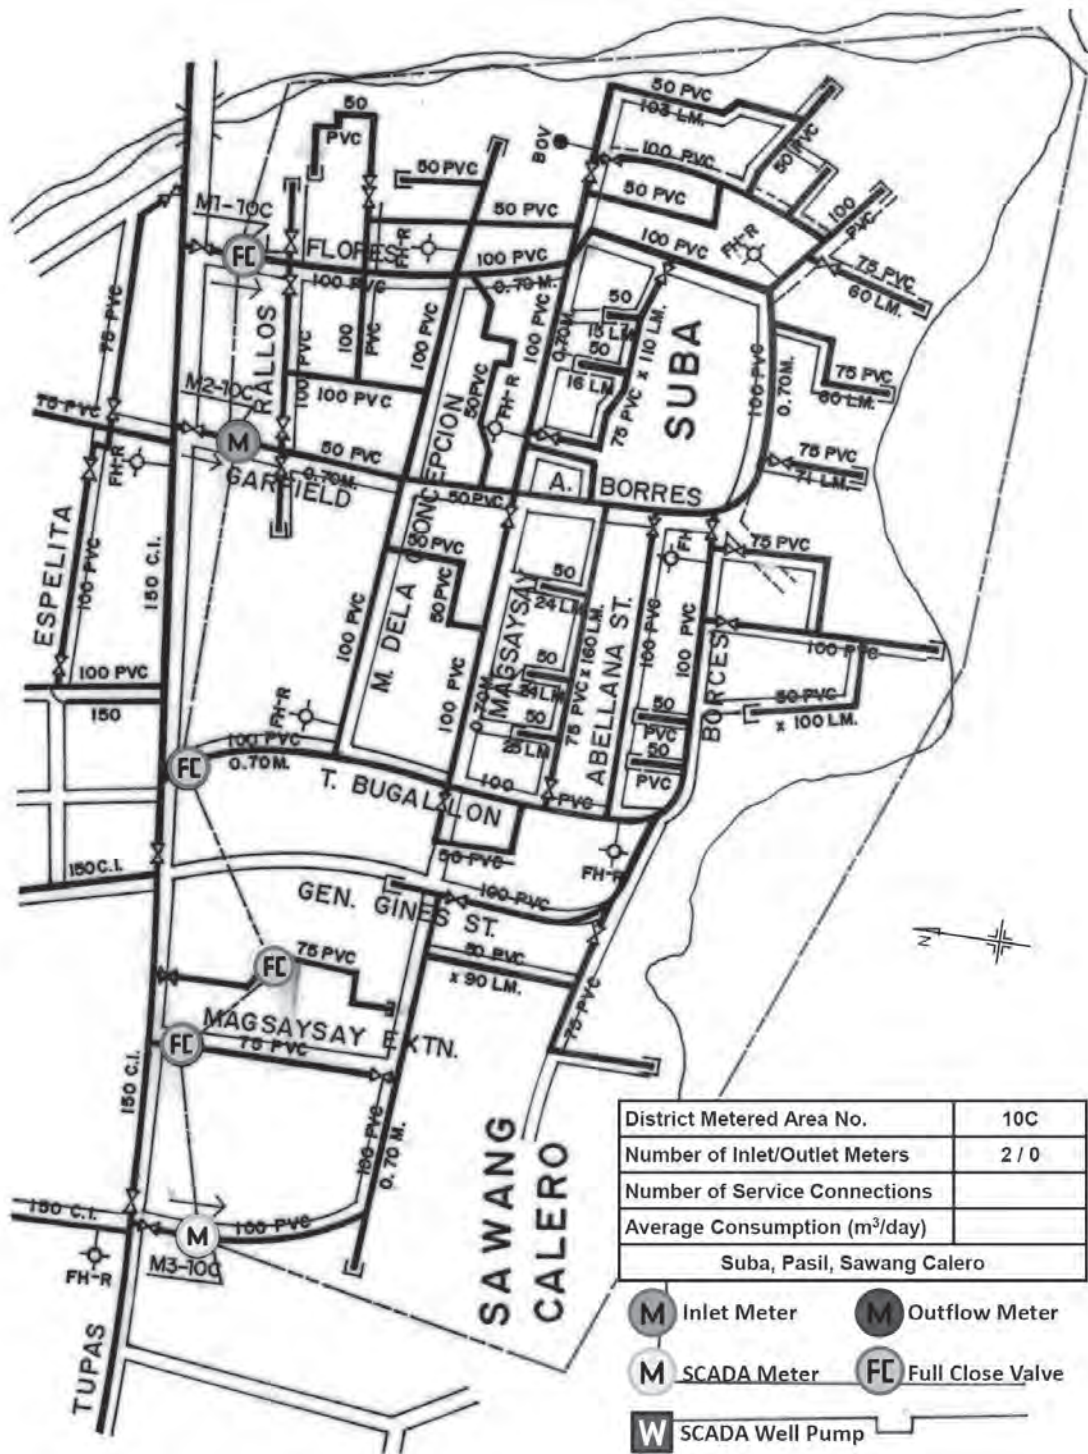 50
PVC
50 PVC
103 LM.
BOV
100 PVC
50 PVC
50 PVC
50 PVC
50 PVC
100
PVC
M1-10C
FC
FLORES
FH-R
100 PVC
100 PVC
0.70 M.
100 PVC
FH-R
75 PVC
60 LM.
75 PVC
RALLOS
100 PVC
100
PVC
100 PVC
100 PVC
0.70M.
50
15 LM
50
16 LM
75 PVC x 110 LM.
SUBA
100 PVC
0.70M.
75 PVC
60 LM.
M2-10C
75 PVC
M
100 PVC
50PVC
FH-R
FH-R
50 PVC
0.70M.
GARFIELD
M. DELA CONCEPCION
50PVC
A. BORRES
75 PVC
71 LM.
ESPELITA
100 PVC
150 C.I.
50 PVC
50 PVC
50
24 LM
FH
75 PVC
100 PVC
100 PVC
0.70M
MAGSAYSAY
50
24 LM
50
25 LM
75 PVC x 160LM.
ABELLANA ST.
100 PVC
100 PVC
BORCES
100 PVC
50 PVC
x 100 LM.
100 PVC
150
FH-R
50
PVC
50
PVC
FC
100 PVC
0.70M.
T. BUGALLON
100
PVC
50 PVC
FH-R
150 C.I.
GEN. GINES ST.
100 PVC
N
FC
75 PVC
50 PVC
x 90 LM.
75 PVC
FC
MAGSAYSAY EXTN.
75 PVC
150 C.I.
100 PVC
0.70 M.
SAWANG
CALERO
150 C.I.
M
100 PVC
M3-10C
FH-R
TUPAS
District Metered Area No. 10C
Number of Inlet/Outlet Meters 2 / 0
Number of Service Connections
Average Consumption (m³/day)
Suba, Pasil, Sawang Calero
M Inlet Meter M Outflow Meter
M SCADA Meter FC Full Close Valve
W SCADA Well Pump